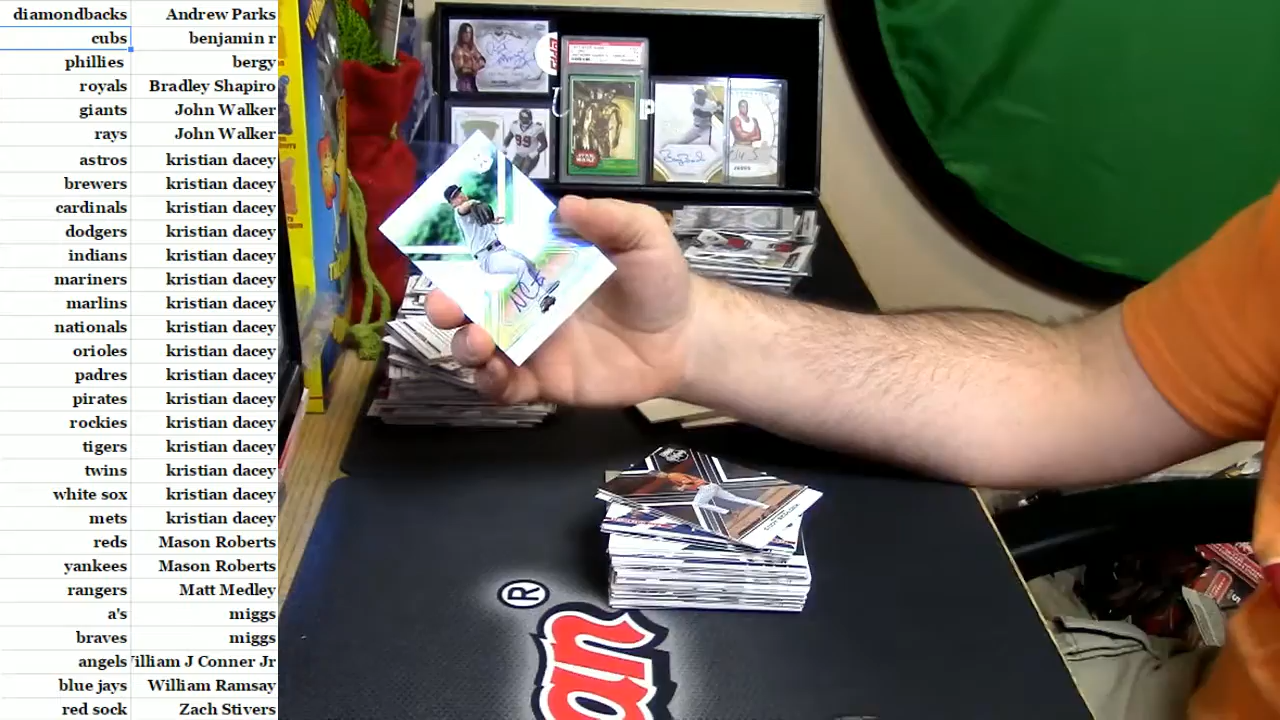 diamondbacks Andrew Parks
cubs benjamin r
phillies bergy
royals Bradley Shapiro
giants John Walker
rays John Walker
astros kristian dacey
brewers kristian dacey
cardinals kristian dacey
dodgers kristian dacey
indians kristian dacey
mariners kristian dacey
marlins kristian dacey
nationals kristian dacey
orioles kristian dacey
padres kristian dacey
pirates kristian dacey
rockies kristian dacey
tigers kristian dacey
twins kristian dacey
white sox kristian dacey
mets kristian dacey
reds Mason Roberts
yankees Mason Roberts
rangers Matt Medley
a's miggs
braves miggs
angels illiam J Conner Jr
blue jays William Ramsay
red sock Zach Stivers
STAR WARS
99
®
an